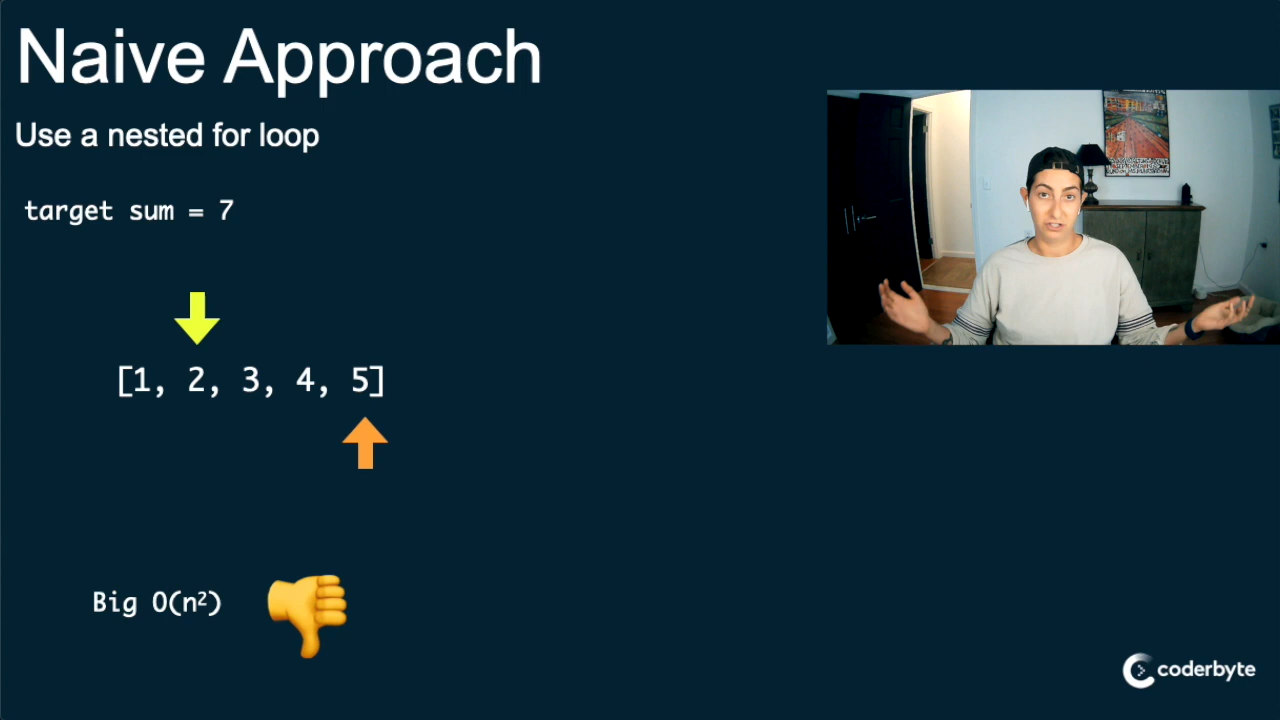 Naive Approach
Use a nested for loop
target sum = 7
[1, 2, 3, 4, 5]
Big O(n²)
coderbyte